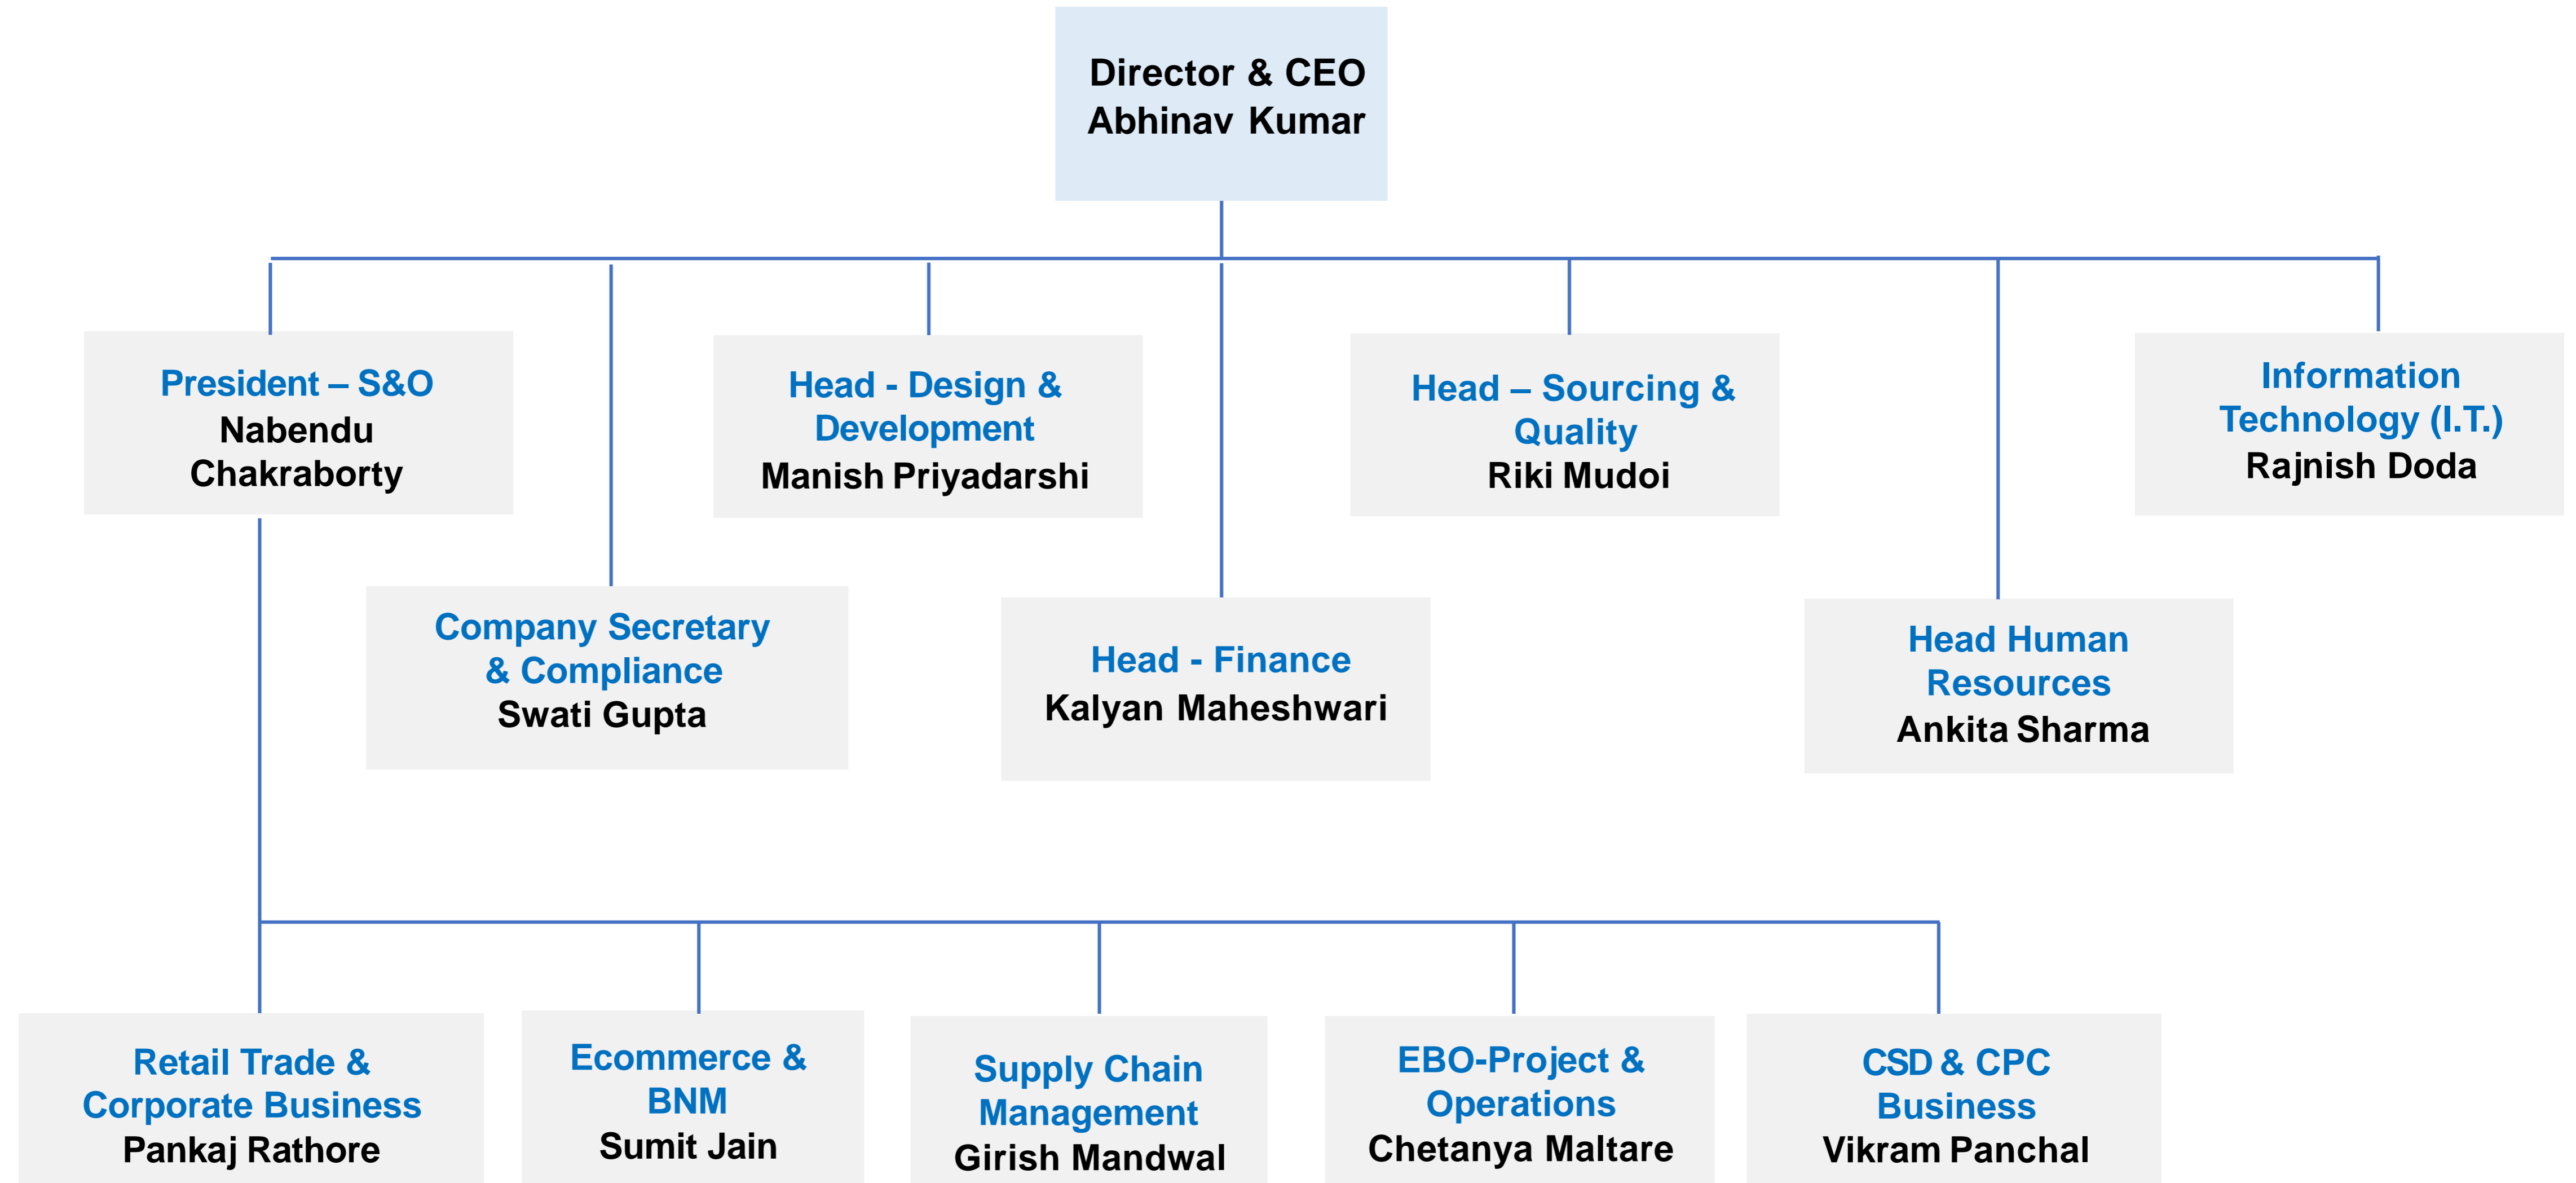 Director & CEO
Abhinav Kumar
President – S&O
Nabendu
Chakraborty
Head - Design &
Development
Manish Priyadarshi
Head – Sourcing &
Quality
Riki Mudoi
Information
Technology (I.T.)
Rajnish Doda
Company Secretary
& Compliance
Swati Gupta
Head - Finance
Kalyan Maheshwari
Head Human
Resources
Ankita Sharma
Retail Trade &
Corporate Business
Pankaj Rathore
Ecommerce &
BNM
Sumit Jain
Supply Chain
Management
Girish Mandwal
EBO-Project &
Operations
Chetanya Maltare
CSD & CPC
Business
Vikram Panchal